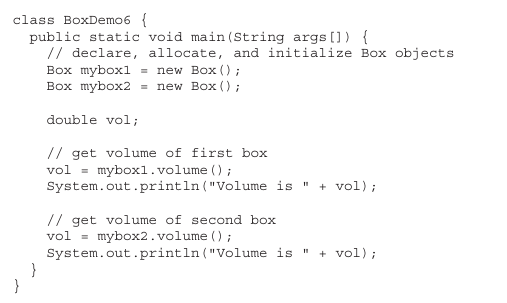 class BoxDemo6 {
  public static void main(String args[]) {
    // declare, allocate, and initialize Box objects
    Box mybox1 = new Box();
    Box mybox2 = new Box();

    double vol;

    // get volume of first box
    vol = mybox1.volume();
    System.out.println("Volume is " + vol);

    // get volume of second box
    vol = mybox2.volume();
    System.out.println("Volume is " + vol);
  }
}